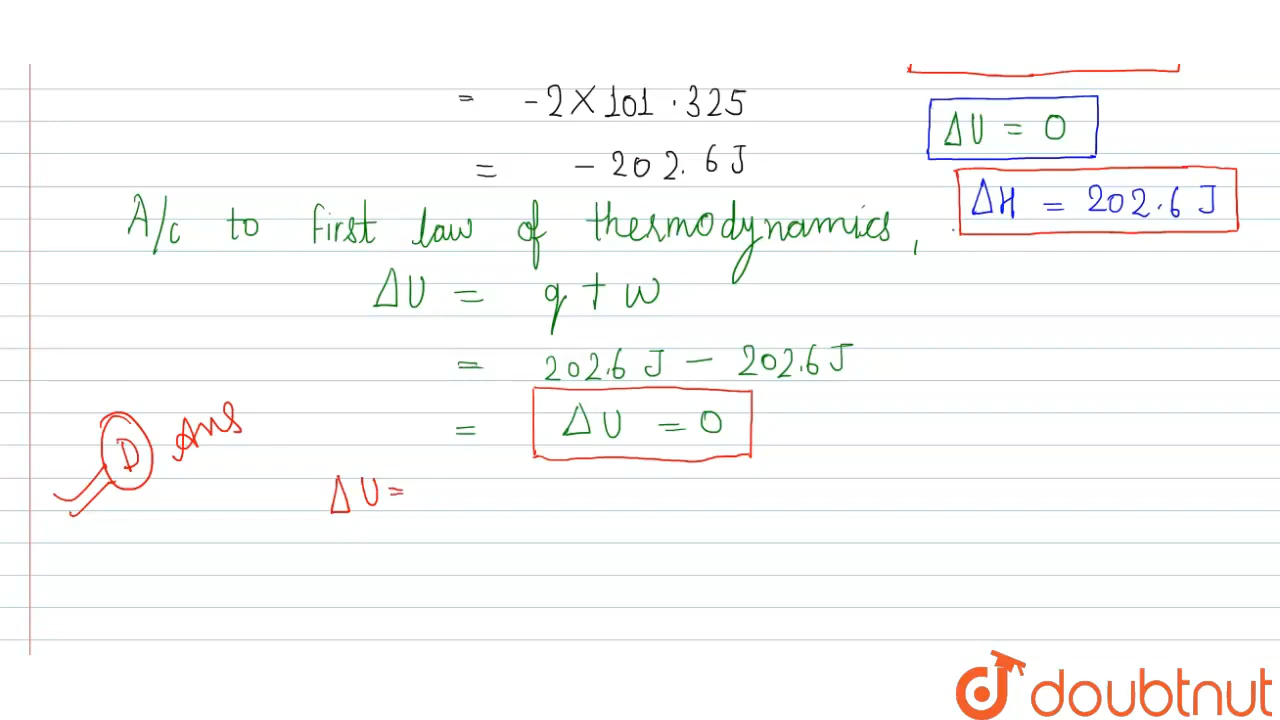 = -2 X 101.325
= - 202.6 J
ΔU = 0
ΔH = 202.6 J
A/c to first law of thermodynamics,
ΔU = q + w
= 202.6 J - 202.6 J
= ΔU = 0
D Ans
ΔU =
doubtnut